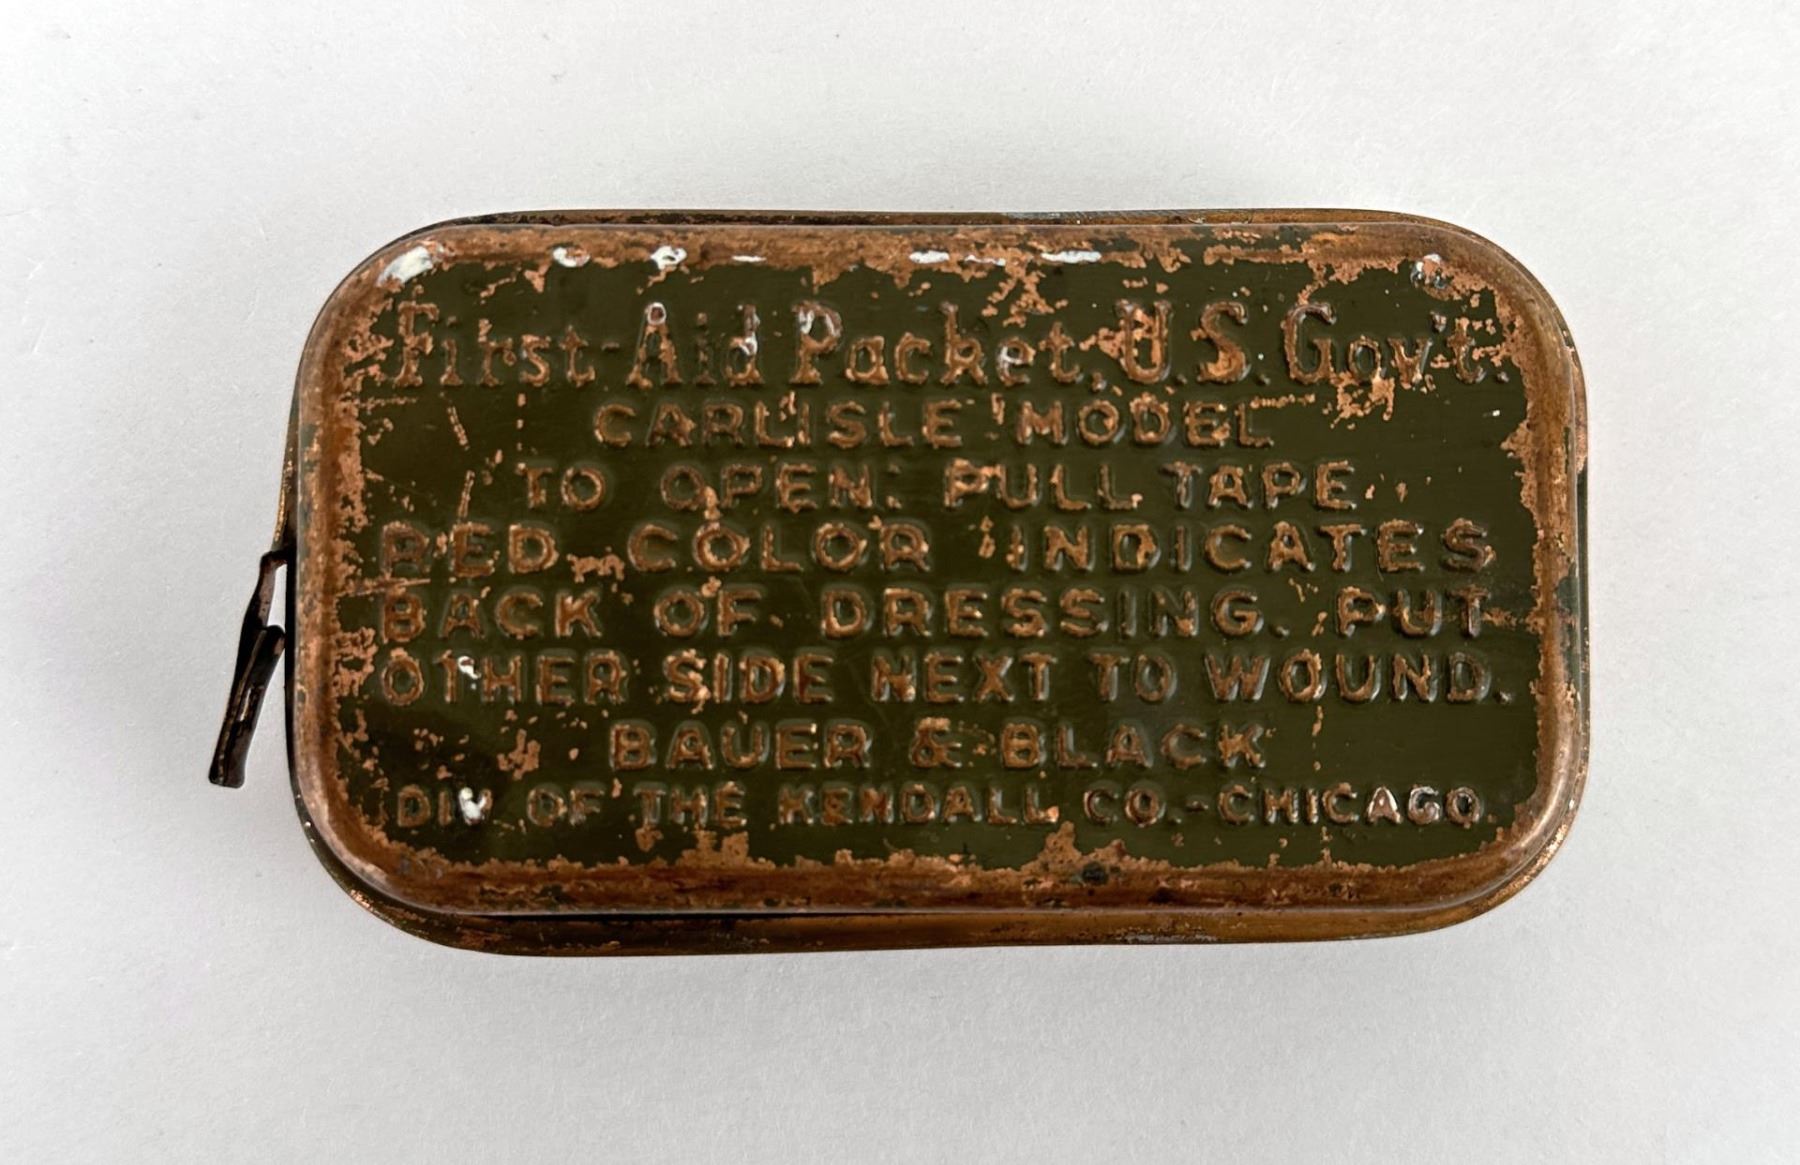 First-Aid Packet, U.S. Gov't.
CARLISLE MODEL
TO OPEN: PULL TAPE
RED COLOR INDICATES
BACK OF DRESSING. PUT
OTHER SIDE NEXT TO WOUND.
BAUER & BLACK
DIV OF THE KENDALL CO.-CHICAGO.